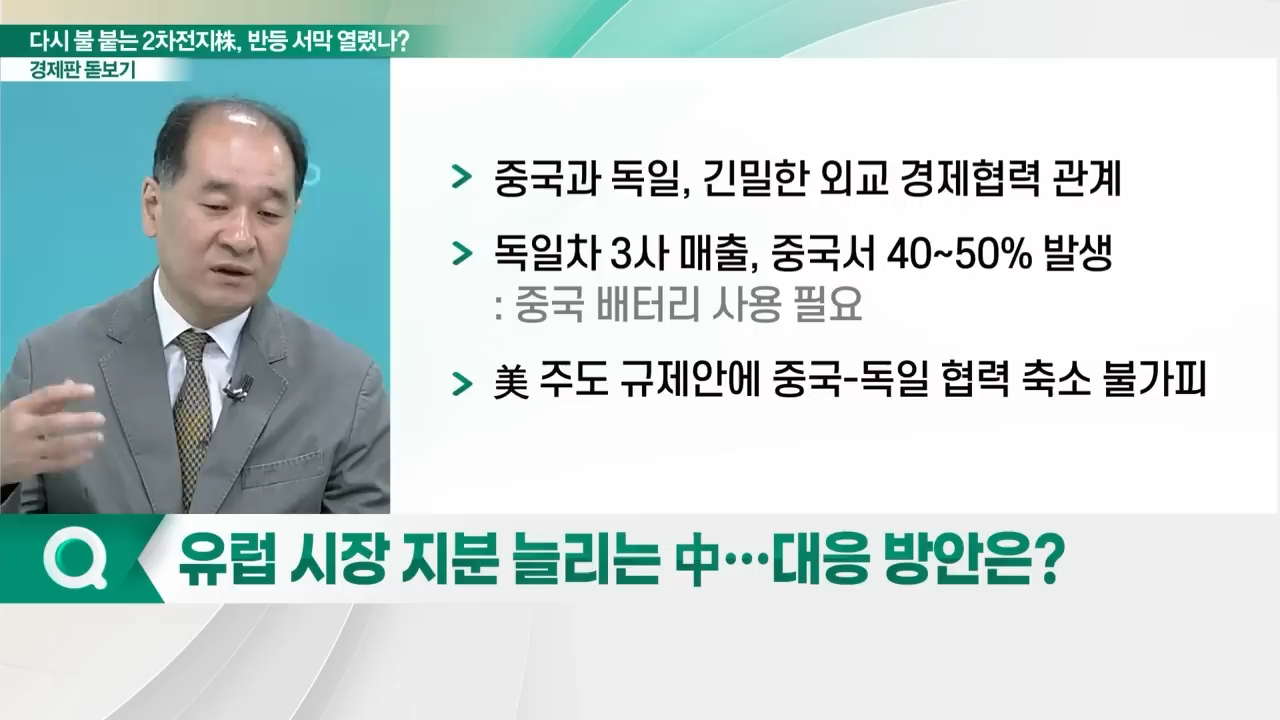 다시 불 붙는 2차전지株, 반등 서막 열렸나?
경제판 돋보기
> 중국과 독일, 긴밀한 외교 경제협력 관계
> 독일차 3사 매출, 중국서 40~50% 발생
: 중국 배터리 사용 필요
> 美 주도 규제안에 중국-독일 협력 축소 불가피
Q 유럽 시장 지분 늘리는 中…대응 방안은?